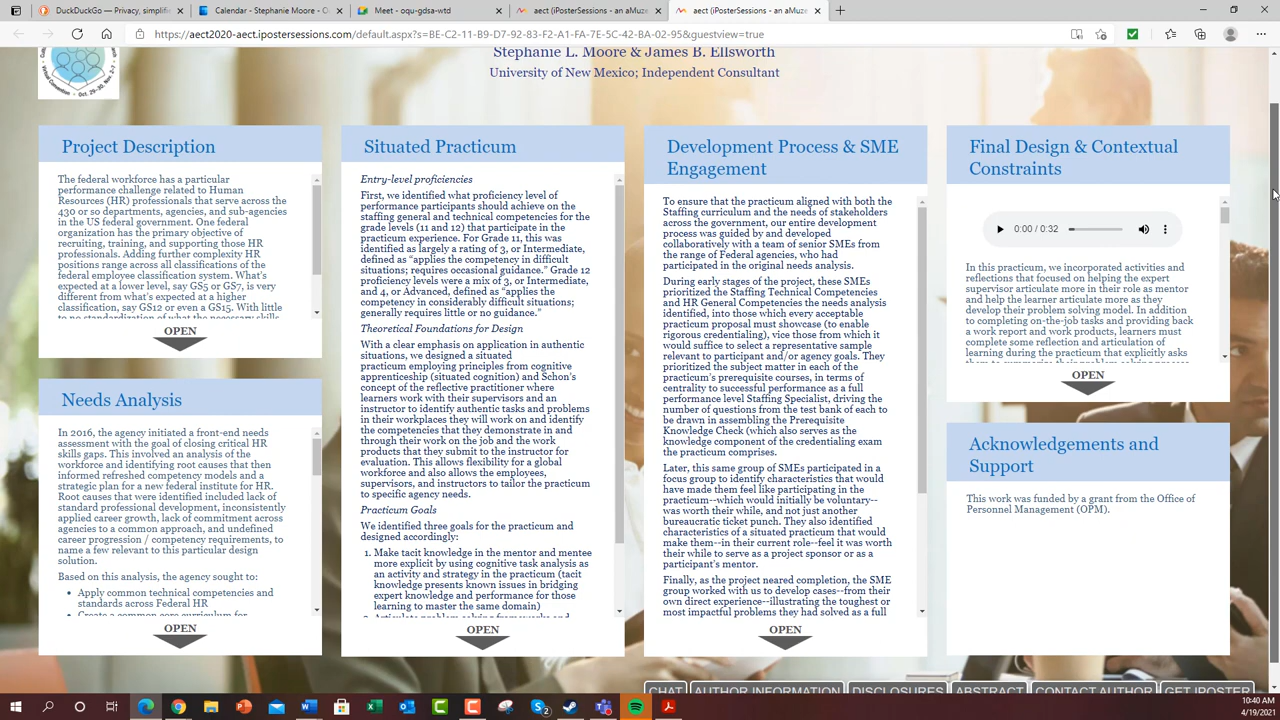 DuckDuckGo — Privacy, simplifi
Calendar - Stephanie Moore - O
Meet - oqu-gdsa-wtd
aect (iPosterSessions - an aMuze
aect (iPosterSessions - an aMuze
https://aect2020-aect.ipostersessions.com/default.aspx?s=BE-C2-11-B9-D7-92-83-F2-A1-FA-7E-5C-42-BA-02-95&guestview=true
Stephanie L. Moore & James B. Ellsworth
University of New Mexico; Independent Consultant
Project Description
The federal workforce has a particular
performance challenge related to Human
Resources (HR) professionals that serve across the
430 or so departments, agencies, and sub-agencies
in the US federal government. One federal
organization has the primary objective of
recruiting, training, and supporting those HR
professionals. Adding further complexity HR
positions range across all classifications of the
federal employee classification system. What's
expected at a lower level, say GS5 or GS7, is very
different from what's expected at a higher
classification, say GS12 or even a GS15. With little
to no standardization of what the necessary skills
OPEN
Needs Analysis
In 2016, the agency initiated a front-end needs
assessment with the goal of closing critical HR
skills gaps. This involved an analysis of the
workforce and identifying root causes that then
informed refreshed competency models and a
strategic plan for a new federal institute for HR.
Root causes that were identified included lack of
standard professional development, inconsistently
applied career growth, lack of commitment across
agencies to a common approach, and undefined
career progression / competency requirements, to
name a few relevant to this particular design
solution.
Based on this analysis, the agency sought to:
• Apply common technical competencies and
standards across Federal HR
• Create a common core curriculum for
OPEN
Situated Practicum
Entry-level proficiencies
First, we identified what proficiency level of
performance participants should achieve on the
staffing general and technical competencies for the
grade levels (11 and 12) that participate in the
practicum experience. For Grade 11, this was
identified as largely a rating of 3, or Intermediate,
defined as “applies the competency in difficult
situations; requires occasional guidance.” Grade 12
proficiency levels were a mix of 3, or Intermediate,
and 4, or Advanced, defined as “applies the
competency in considerably difficult situations;
generally requires little or no guidance.”
Theoretical Foundations for Design
With a clear emphasis on application in authentic
situations, we designed a situated
practicum employing principles from cognitive
apprenticeship (situated cognition) and Schon's
concept of the reflective practitioner where
learners work with their supervisors and an
instructor to identify authentic tasks and problems
in their workplaces they will work on and identify
the competencies that they demonstrate in and
through their work on the job and the work
products that they submit to the instructor for
evaluation. This allows flexibility for a global
workforce and also allows the employees,
supervisors, and instructors to tailor the practicum
to specific agency needs.
Practicum Goals
We identified three goals for the practicum and
designed accordingly:
1. Make tacit knowledge in the mentor and mentee
more explicit by using cognitive task analysis as
an activity and strategy in the practicum (tacit
knowledge presents known issues in bridging
expert knowledge and performance for those
learning to master the same domain)
2. Articulate problem-solving frameworks and
OPEN
Development Process & SME
Engagement
To ensure that the practicum aligned with both the
Staffing curriculum and the needs of stakeholders
across the government, our entire development
process was guided by and developed
collaboratively with a team of senior SMEs from
the range of Federal agencies, who had
participated in the original needs analysis.
During early stages of the project, these SMEs
prioritized the Staffing Technical Competencies
and HR General Competencies the needs analysis
identified, into those which every acceptable
practicum proposal must showcase (to enable
rigorous credentialing), vice those from which it
would suffice to select a representative sample
relevant to participant and/or agency goals. They
prioritized the subject matter in each of the
practicum's prerequisite courses, in terms of
centrality to successful performance as a full
performance level Staffing Specialist, driving the
number of questions from the test bank of each to
be drawn in assembling the Prerequisite
Knowledge Check (which also serves as the
knowledge component of the credentialing exam
the practicum comprises.
Later, this same group of SMEs participated in a
focus group to identify characteristics that would
have made them feel like participating in the
practicum--which would initially be voluntary--
was worth their while, and not just another
bureaucratic ticket punch. They also identified
characteristics of a situated practicum that would
make them--in their current role--feel it was worth
their while to serve as a project sponsor or as a
participant's mentor.
Finally, as the project neared completion, the SME
group worked with us to develop cases--from their
own direct experience--illustrating the toughest or
most impactful problems they had solved as a full
OPEN
Final Design & Contextual
Constraints
0:00 / 0:32
In this practicum, we incorporated activities and
reflections that focused on helping the expert
supervisor articulate more in their role as mentor
and help the learner articulate more as they
develop their problem solving model. In addition
to completing on-the-job tasks and providing back
a work report and work products, learners must
complete some reflection and articulation of
learning during the practicum that explicitly asks
them to summarize their problem-solving process
OPEN
Acknowledgements and
Support
This work was funded by a grant from the Office of
Personnel Management (OPM).
CHAT
AUTHOR INFORMATION
DISCLOSURES
ABSTRACT
CONTACT AUTHOR
GET IPOSTER
10:40 AM
4/19/2021